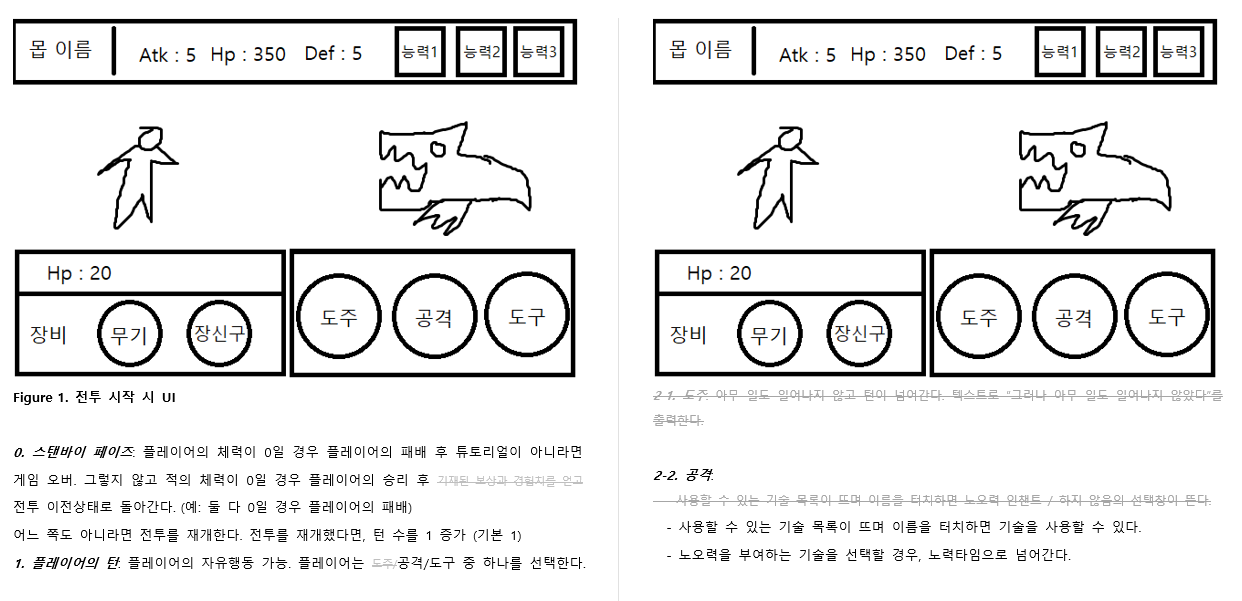 몹 이름
Atk : 5 Hp : 350 Def : 5
능력1 능력2 능력3
Hp : 20
장비 무기 장신구
도주 공격 도구
Figure 1. 전투 시작 시 UI
0. 스탠바이 페이즈: 플레이어의 체력이 0일 경우 플레이어의 패배 후 튜토리얼이 아니라면
게임 오버. 그렇지 않고 적의 체력이 0일 경우 플레이어의 승리 후 기재된 보상과 경험치를 얻고
전투 이전상태로 돌아간다. (예: 둘 다 0일 경우 플레이어의 패배)
어느 쪽도 아니라면 전투를 재개한다. 전투를 재개했다면, 턴 수를 1 증가 (기본 1)
1. 플레이어의 턴: 플레이어의 자유행동 가능. 플레이어는 도주/공격/도구 중 하나를 선택한다.
몹 이름
Atk : 5 Hp : 350 Def : 5
능력1 능력2 능력3
Hp : 20
장비 무기 장신구
도주 공격 도구
2-1. 도주: 아무 일도 일어나지 않고 턴이 넘어간다. 텍스트로 "그러나 아무 일도 일어나지 않았다"를
출력한다.
2-2. 공격:
- 사용할 수 있는 기술 목록이 뜨며 이름을 터치하면 노오력 인챈트 / 하지 않음의 선택창이 뜬다.
- 사용할 수 있는 기술 목록이 뜨며 이름을 터치하면 기술을 사용할 수 있다.
- 노오력을 부여하는 기술을 선택할 경우, 노력타임으로 넘어간다.